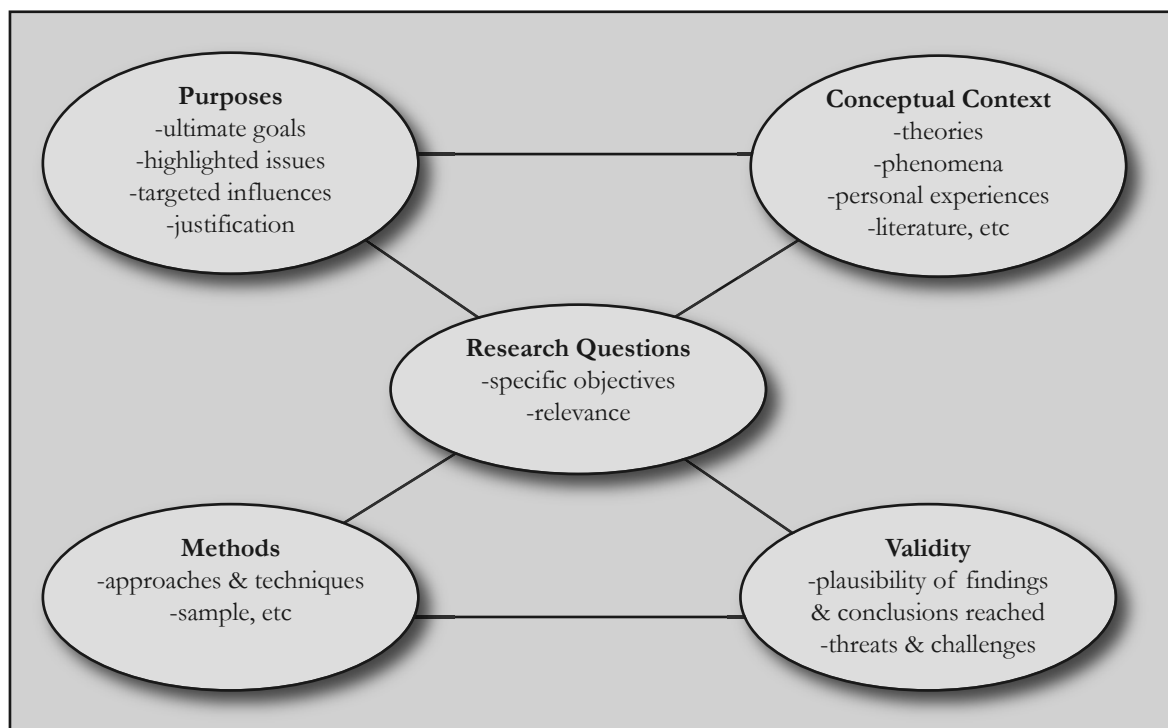 Purposes
-ultimate goals
-highlighted issues
-targeted influences
-justification
Conceptual Context
-theories
-phenomena
-personal experiences
-literature, etc
Research Questions
-specific objectives
-relevance
Methods
-approaches & techniques
-sample, etc
Validity
-plausibility of findings
& conclusions reached
-threats & challenges